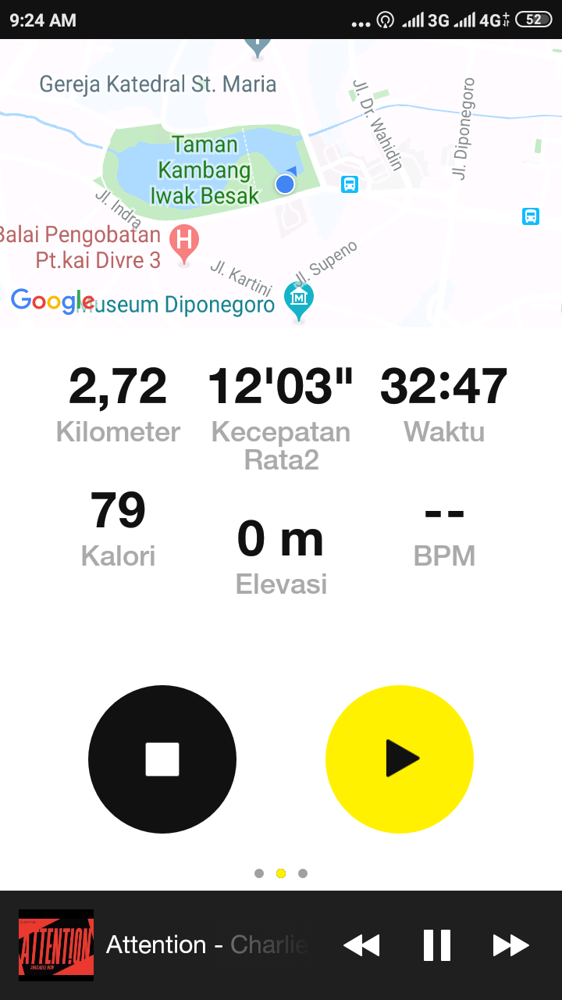 9:24 AM
3G
4G
52
Gereja Katedral St. Maria
Jl. Dr. Wahidin
Jl. Diponegoro
Taman
Kambang
Iwak Besak
Jl. Indra
Balai Pengobatan
Pt.kai Divre 3
H
Jl. Kartini
Jl. Supeno
Google
Museum Diponegoro
M
2,72
12'03"
32:47
Kilometer
Kecepatan
Rata2
Waktu
79
0 m
--
Kalori
Elevasi
BPM
ATTENTION
AVAILABLE NOW
Attention - Charlie